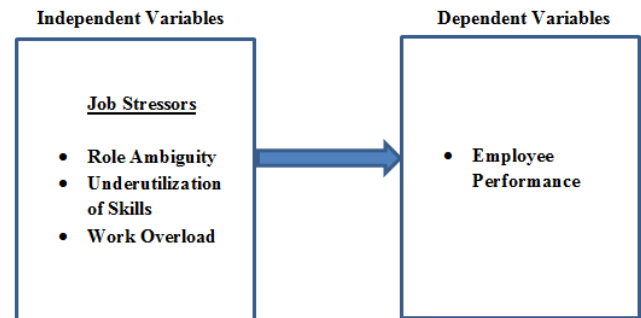 Independent Variables
Dependent Variables
Job Stressors
• Role Ambiguity
• Underutilization
of Skills
• Work Overload
• Employee
Performance